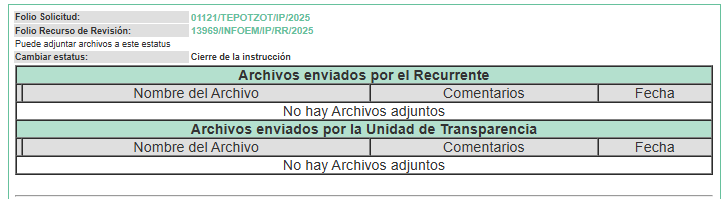 Folio Solicitud: 01121/TEPOTZOT/IP/2025
Folio Recurso de Revisión: 13969/INFOEM/IP/RR/2025
Puede adjuntar archivos a este estatus
Cambiar estatus: Cierre de la instrucción
Archivos enviados por el Recurrente
Nombre del Archivo Comentarios Fecha
No hay Archivos adjuntos
Archivos enviados por la Unidad de Transparencia
Nombre del Archivo Comentarios Fecha
No hay Archivos adjuntos